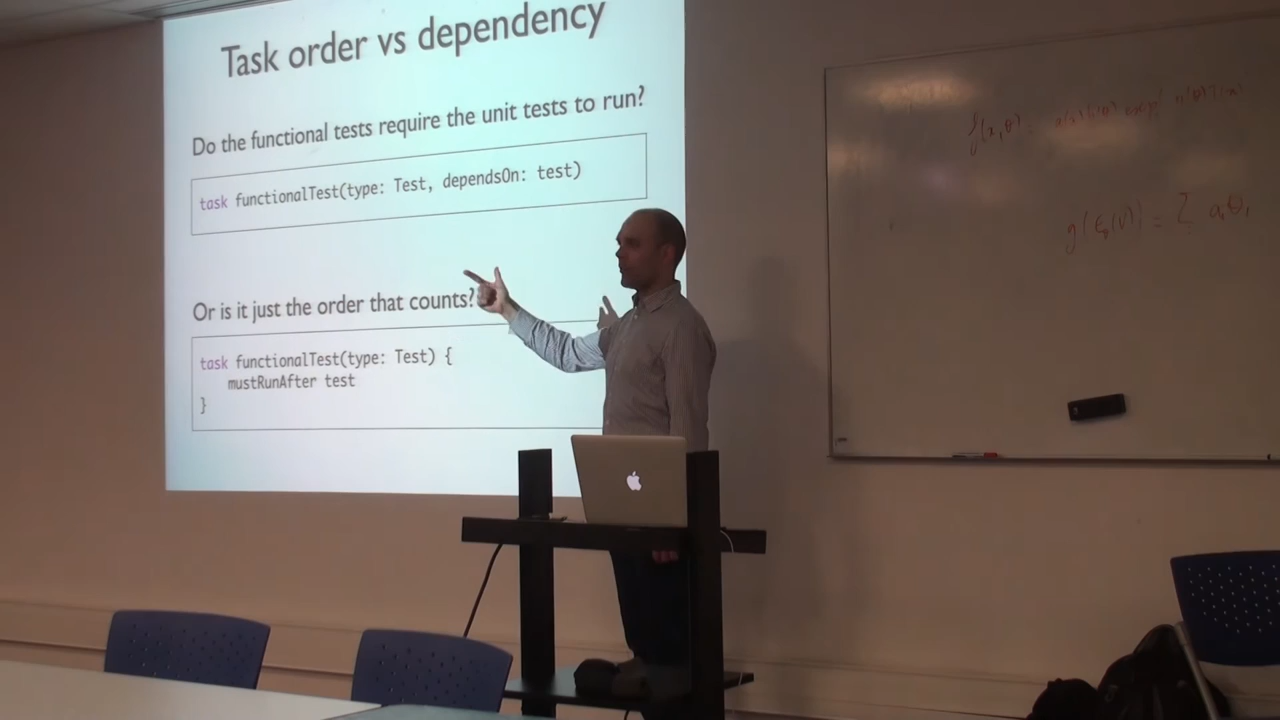 Task order vs dependency
Do the functional tests require the unit tests to run?
task functionalTest(type: Test, dependsOn: test)
Or is it just the order that counts?
task functionalTest(type: Test) {
mustRunAfter test
}
f(x,θ)